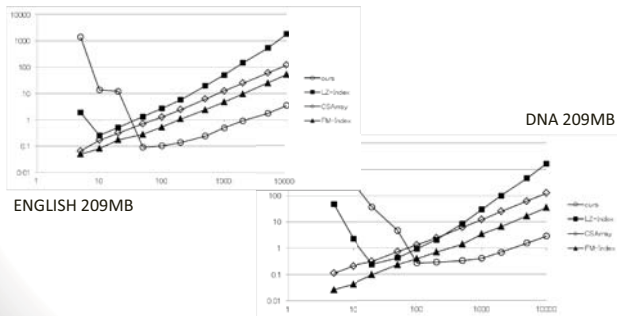 10000
1000
100
10
1
0.1
0.01
1 10 100 1000 10000
ours
LZ-Index
CSArray
FM-Index
ENGLISH 209MB
DNA 209MB
100
10
1
0.1
0.01
1 10 100 1000 10000
ours
LZ-Index
CSArray
FM-Index